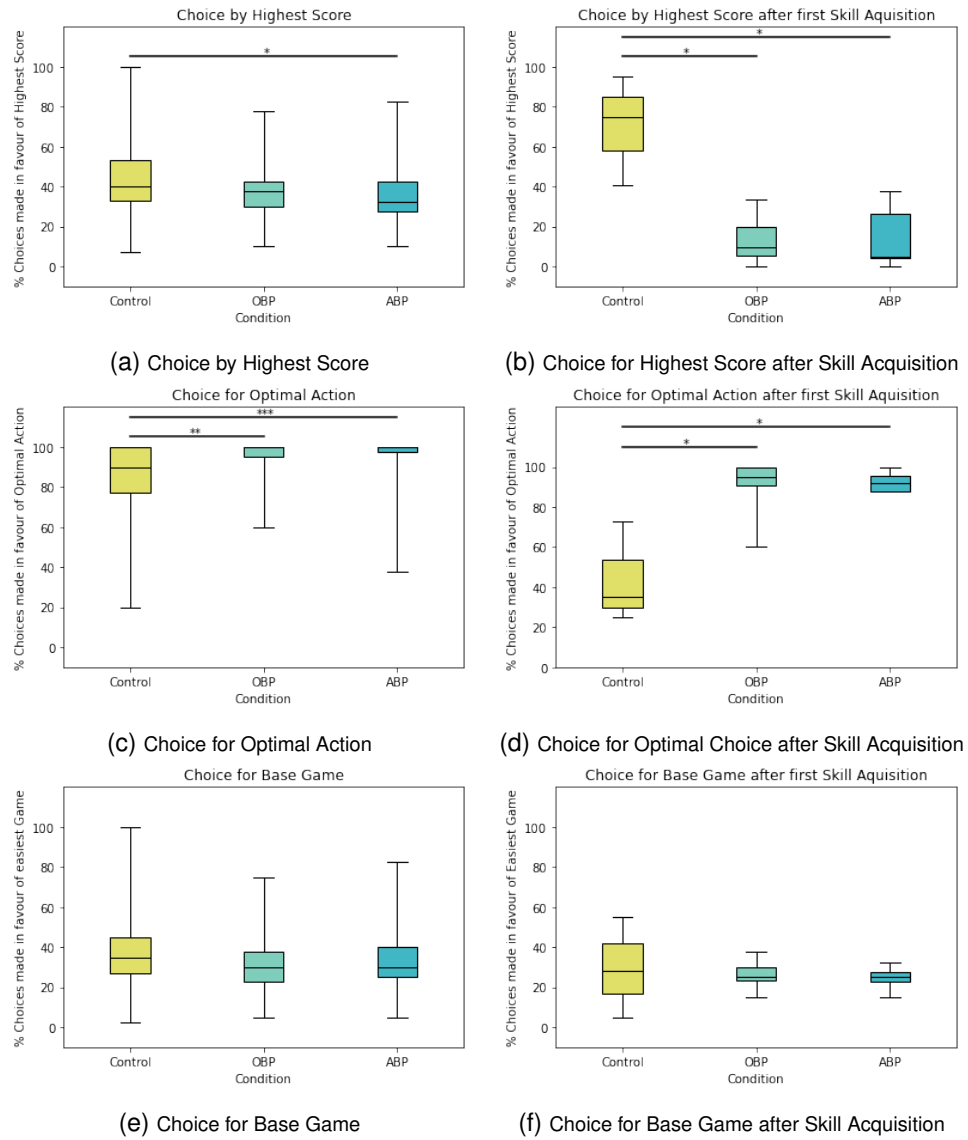 Choice by Highest Score
% Choices made in favour of Highest Score
100
80
60
40
20
0
*
Control
OBP
ABP
Condition
(a) Choice by Highest Score
Choice by Highest Score after first Skill Aquisition
% Choices made in favour of Highest Score
100
80
60
40
20
0
*
*
Control
OBP
ABP
Condition
(b) Choice for Highest Score after Skill Acquisition
Choice for Optimal Action
% Choices made in favour of Optimal Action
100
80
60
40
20
0
***
**
Control
OBP
ABP
Condition
(c) Choice for Optimal Action
Choice for Optimal Action after first Skill Aquisition
% Choices made in favour of Optimal Action
100
80
60
40
20
0
*
*
Control
OBP
ABP
Condition
(d) Choice for Optimal Choice after Skill Acquisition
Choice for Base Game
% Choices made in favour of easiest Game
100
80
60
40
20
0
Control
OBP
ABP
Condition
(e) Choice for Base Game
Choice for Base Game after first Skill Aquisition
% Choices made in favour of Easiest Game
100
80
60
40
20
0
Control
OBP
ABP
Condition
(f) Choice for Base Game after Skill Acquisition